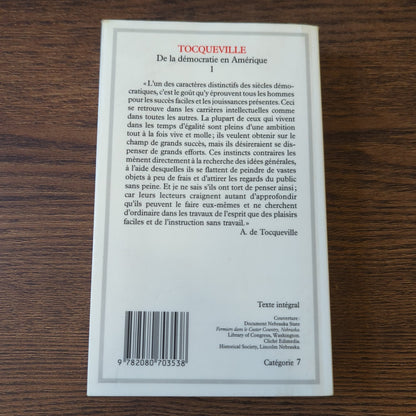 TOCQUEVILLE
De la démocratie en Amérique
1
« L'un des caractères distinctifs des siècles démo-
cratiques, c'est le goût qu'y éprouvent tous les hommes
pour les succès faciles et les jouissances présentes. Ceci
se retrouve dans les carrières intellectuelles comme
dans toutes les autres. La plupart de ceux qui vivent
dans les temps d'égalité sont pleins d'une ambition
tout à la fois vive et molle ; ils veulent obtenir sur le
champ de grands succès, mais ils désireraient se dis-
penser de grands efforts. Ces instincts contraires les
mènent directement à la recherche des idées générales,
à l'aide desquelles ils se flattent de peindre de vastes
objets à peu de frais et d'attirer les regards du public
sans peine. Et je ne sais s'ils ont tort de penser ainsi ;
car leurs lecteurs craignent autant d'approfondir
qu'ils peuvent le faire eux-mêmes et ne cherchent
d'ordinaire dans les travaux de l'esprit que des plaisirs
faciles et de l'instruction sans travail. »
A. de Tocqueville
Texte intégral
Couverture :
Document Nebraska State
Fermiers dans le Custer Country, Nebraska.
Library of Congress, Washington.
Cliché Edimedia.
Historical Society, Lincoln Nebraska.
9 782080 703538
Catégorie 7